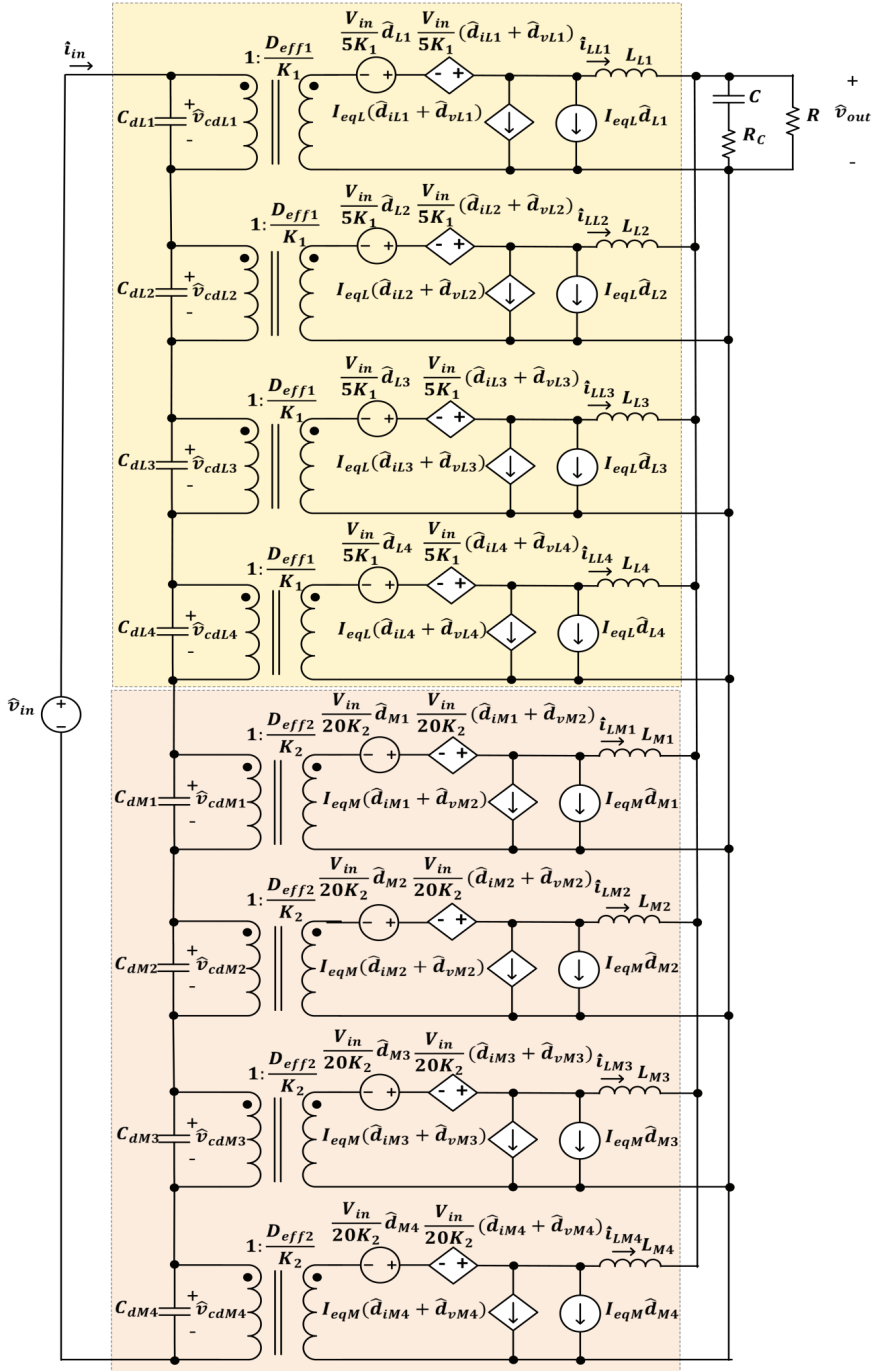 î_in
1: D_eff1/K_1
V_in/5K_1 d̂_L1 V_in/5K_1 (d̂_iL1 + d̂_vL1) î_LL1 L_L1
C_dL1 + v̂_cdL1 -
I_eqL(d̂_iL1 + d̂_vL1) I_eqL d̂_L1
C R_C R + v̂_out -
1: D_eff1/K_1
V_in/5K_1 d̂_L2 V_in/5K_1 (d̂_iL2 + d̂_vL2) î_LL2 L_L2
C_dL2 + v̂_cdL2 -
I_eqL(d̂_iL2 + d̂_vL2) I_eqL d̂_L2
1: D_eff1/K_1
V_in/5K_1 d̂_L3 V_in/5K_1 (d̂_iL3 + d̂_vL3) î_LL3 L_L3
C_dL3 + v̂_cdL3 -
I_eqL(d̂_iL3 + d̂_vL3) I_eqL d̂_L3
1: D_eff1/K_1
V_in/5K_1 d̂_L4 V_in/5K_1 (d̂_iL4 + d̂_vL4) î_LL4 L_L4
C_dL4 + v̂_cdL4 -
I_eqL(d̂_iL4 + d̂_vL4) I_eqL d̂_L4
v̂_in + −
1: D_eff2/K_2
V_in/20K_2 d̂_M1 V_in/20K_2 (d̂_iM1 + d̂_vM2) î_LM1 L_M1
C_dM1 + v̂_cdM1 -
I_eqM(d̂_iM1 + d̂_vM2) I_eqM d̂_M1
1: D_eff2/K_2
V_in/20K_2 d̂_M2 V_in/20K_2 (d̂_iM2 + d̂_vM2) î_LM2 L_M2
C_dM2 + v̂_cdM2 -
I_eqM(d̂_iM2 + d̂_vM2) I_eqM d̂_M2
1: D_eff2/K_2
V_in/20K_2 d̂_M3 V_in/20K_2 (d̂_iM3 + d̂_vM3) î_LM3 L_M3
C_dM3 + v̂_cdM3 -
I_eqM(d̂_iM3 + d̂_vM3) I_eqM d̂_M3
1: D_eff2/K_2
V_in/20K_2 d̂_M4 V_in/20K_2 (d̂_iM4 + d̂_vM4) î_LM4 L_M4
C_dM4 + v̂_cdM4 -
I_eqM(d̂_iM4 + d̂_vM4) I_eqM d̂_M4